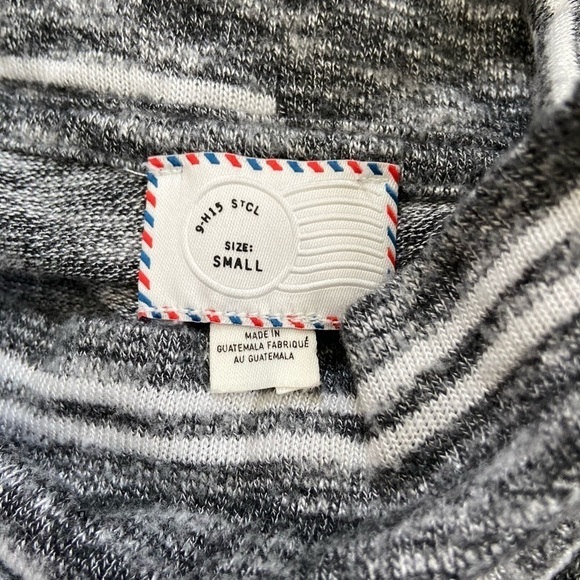 9-H15 STCL
SIZE:
SMALL
MADE IN
GUATEMALA FABRIQUÉ
AU GUATEMALA